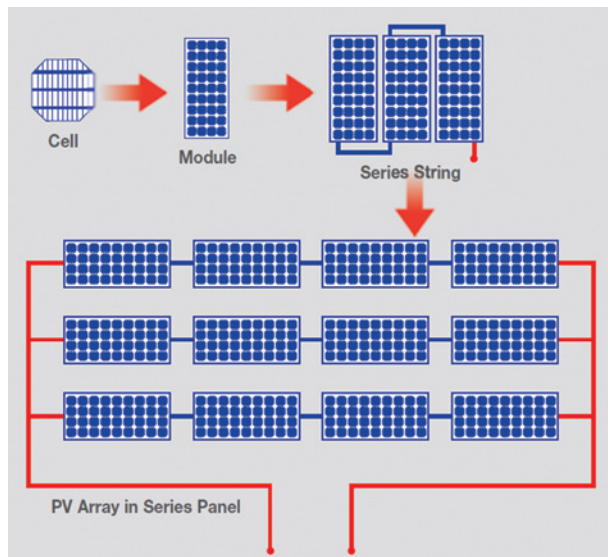 Cell
Module
Series String
PV Array in Series Panel